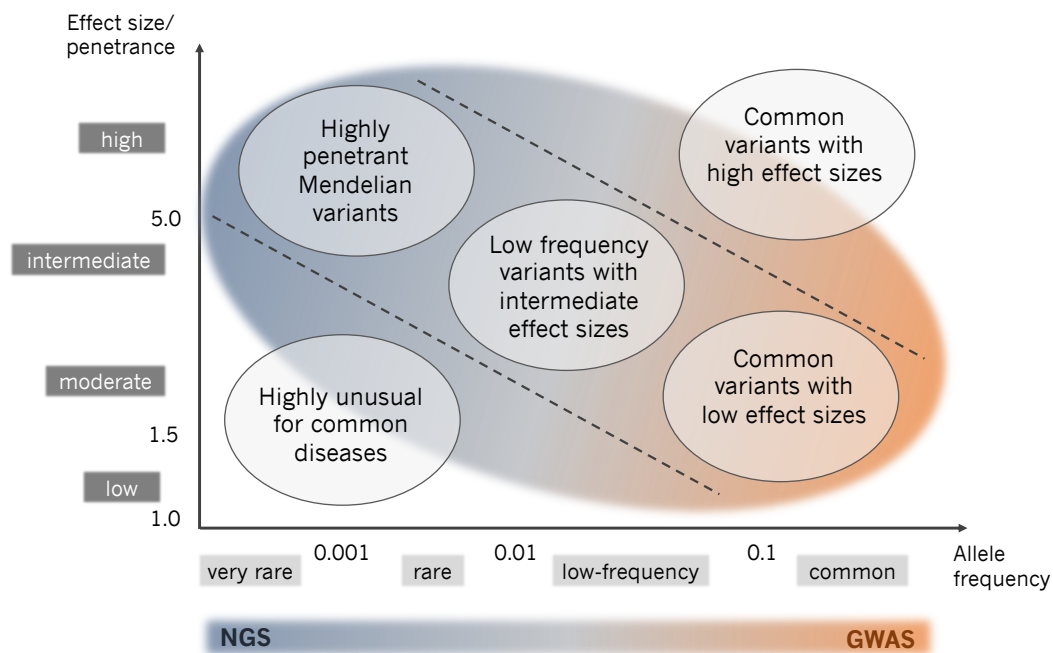 Effect size/
penetrance
high
5.0
intermediate
moderate
1.5
low
1.0
Highly
penetrant
Mendelian
variants
Common
variants with
high effect sizes
Low frequency
variants with
intermediate
effect sizes
Highly unusual
for common
diseases
Common
variants with
low effect sizes
0.001
0.01
0.1
very rare
rare
low-frequency
common
Allele
frequency
NGS
GWAS